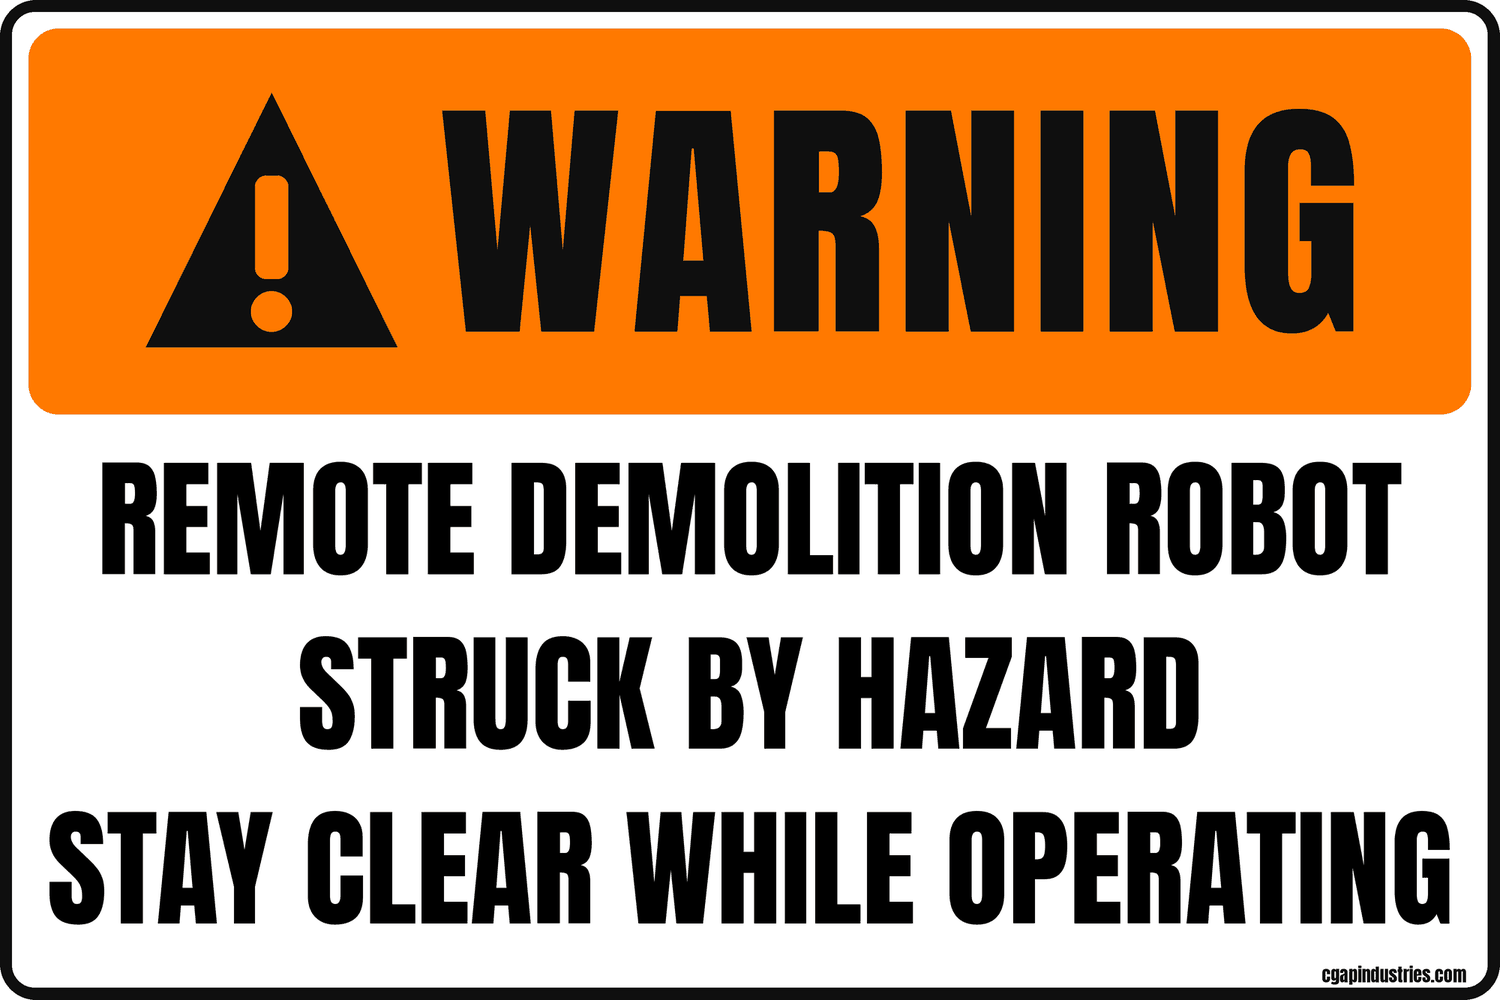 WARNING
REMOTE DEMOLITION ROBOT
STRUCK BY HAZARD
STAY CLEAR WHILE OPERATING
cgapindustries.com